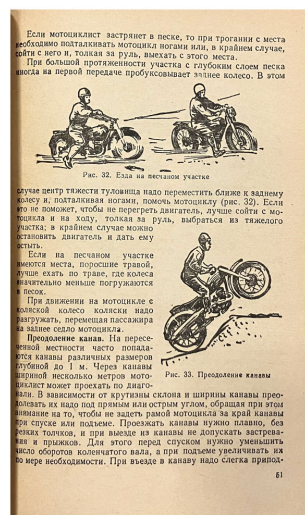 Если мотоциклист застрянет в песке, то при трогании с места
необходимо подталкивать мотоцикл ногами или, в крайнем случае,
сойти с него и, толкая за руль, выехать с этого места.
При большой протяженности участка с глубоким слоем песка
иногда на первой передаче пробуксовывает заднее колесо. В этом
Рис. 32. Езда на песчаном участке
случае центр тяжести туловища надо переместить ближе к заднему
колесу и, подталкивая ногами, помочь мотоциклу (рис. 32). Если
это не поможет, чтобы не перегреть двигатель, лучше сойти с мо-
тоцикла и на ходу, толкая за руль, выбраться из тяжелого
участка; в крайнем случае можно
остановить двигатель и дать ему
остыть.
Если на песчаном участке
имеются места, поросшие травой,
лучше ехать по траве, где колеса
значительно меньше погружаются
в песок.
При движении на мотоцикле с
коляской колесо коляски надо
разгружать, перемещая пассажира
на заднее седло мотоцикла.
Преодоление канав. На пересе-
ченной местности часто попада-
ются канавы различных размеров
глубиной до 1 м. Через канавы
шириной несколько метров мото-
циклист может проехать по диаго-
Рис. 33. Преодоление канавы
нали. В зависимости от крутизны склона и ширины канавы прео-
долевать их надо под прямым или острым углом, обращая при этом
внимание на то, чтобы не задеть рамой мотоцикла за край канавы
при спуске или подъеме. Проезжать канавы нужно плавно, без
резких толчков, и при выезде из канавы не допускать застрева-
ния и прыжков. Для этого перед спуском нужно уменьшить
число оборотов коленчатого вала, а при подъеме увеличивать их
по мере необходимости. При въезде в канаву надо слегка припод-
51